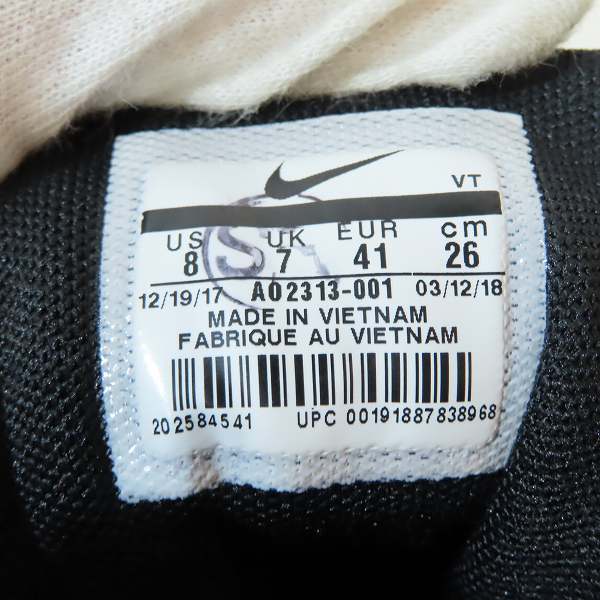 VT
US UK EUR cm
8 7 41 26
12/19/17 AO2313-001 03/12/18
MADE IN VIETNAM
FABRIQUE AU VIETNAM
202584541 UPC 00191887838968